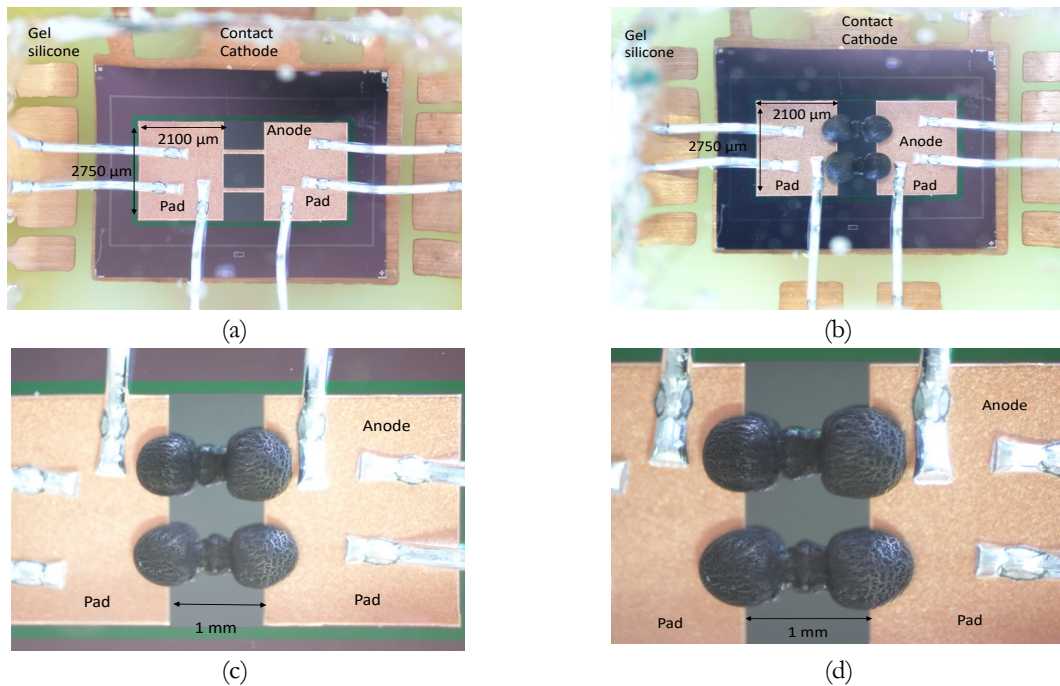 Gel
silicone
Contact
Cathode
2100 µm
Anode
2750 µm
Pad
Pad
(a)
Gel
silicone
Contact
Cathode
2100 µm
Anode
2750 µm
Pad
Pad
(b)
Anode
Pad
Pad
1 mm
(c)
Anode
Pad
Pad
1 mm
(d)